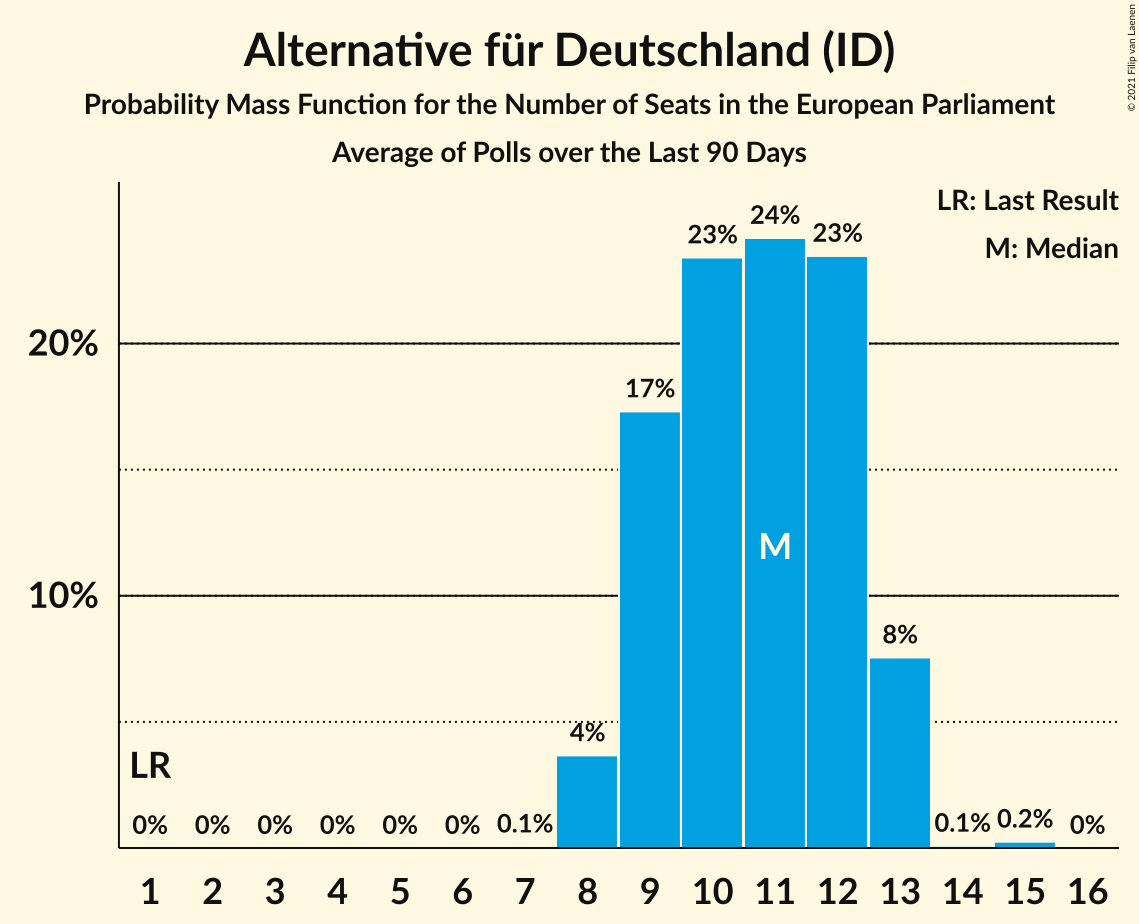 Alternative für Deutschland (ID)
Probability Mass Function for the Number of Seats in the European Parliament
Average of Polls over the Last 90 Days
© 2021 Filip van Laenen
LR: Last Result
M: Median
20%
10%
LR
M
0% 0% 0% 0% 0% 0% 0.1% 4% 17% 23% 24% 23% 8% 0.1% 0.2% 0%
1 2 3 4 5 6 7 8 9 10 11 12 13 14 15 16